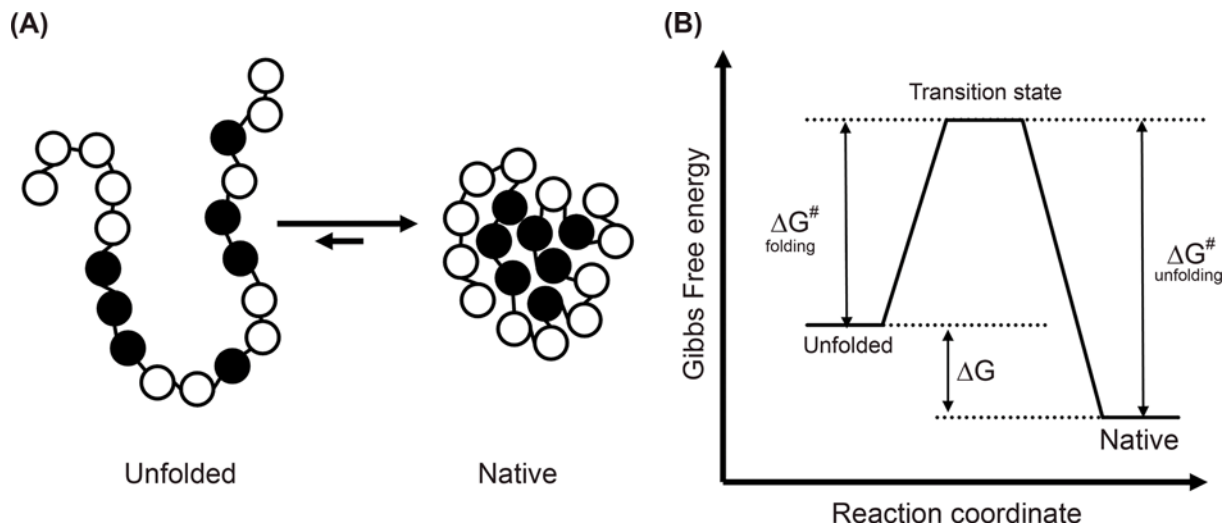 (A)
Unfolded
Native
(B)
Gibbs Free energy
Transition state
ΔG#
folding
ΔG#
unfolding
Unfolded
ΔG
Native
Reaction coordinate